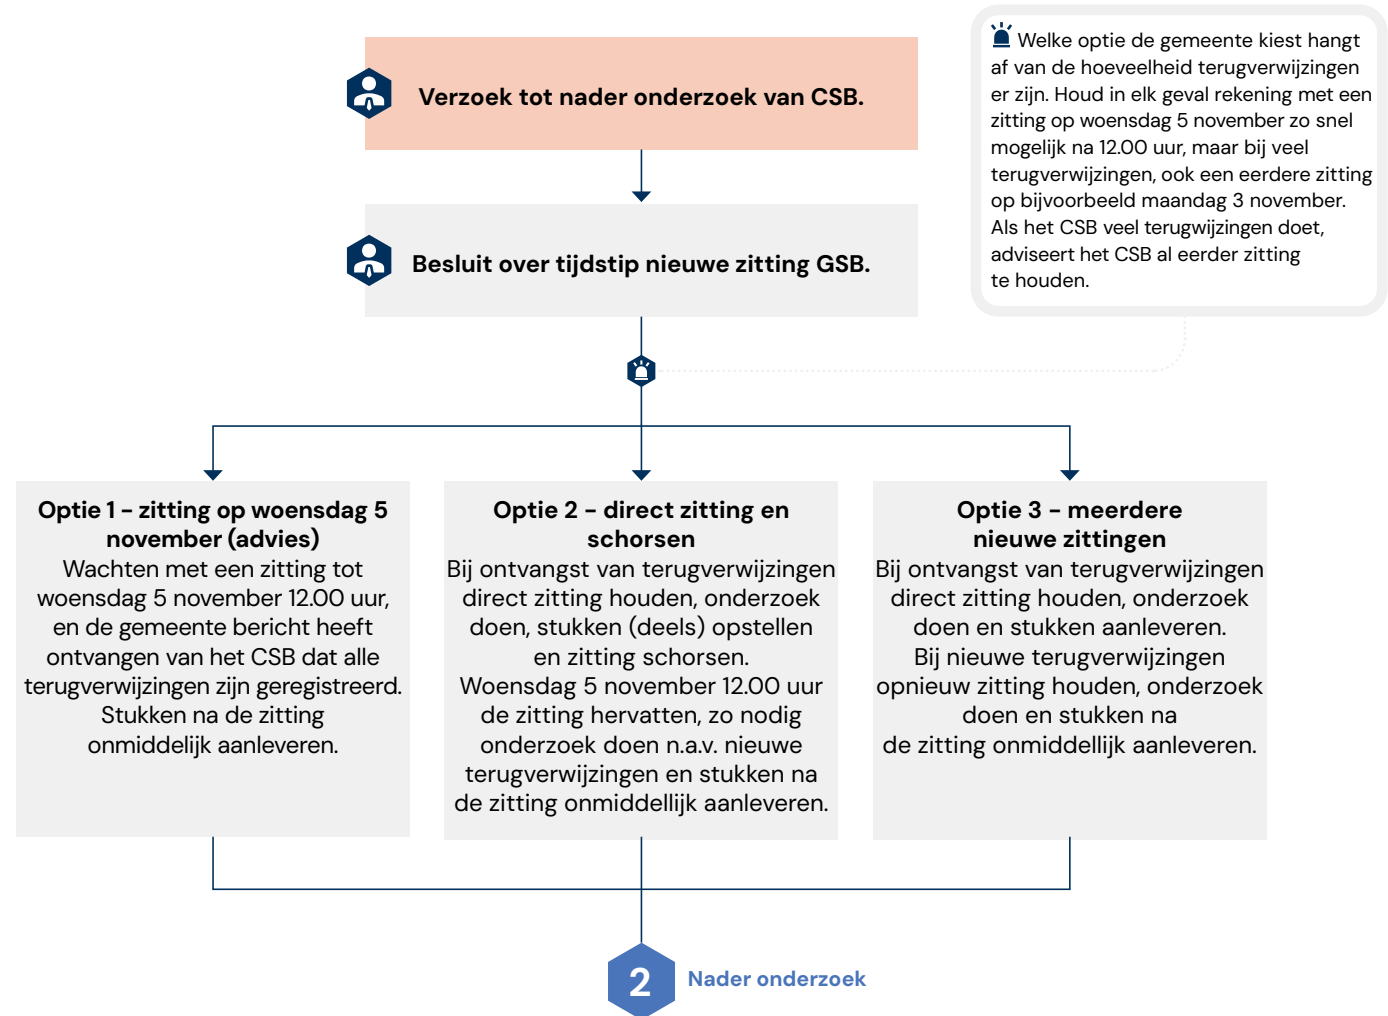 Verzoek tot nader onderzoek van CSB.
Welke optie de gemeente kiest hangt
af van de hoeveelheid terugverwijzingen
er zijn. Houd in elk geval rekening met een
zitting op woensdag 5 november zo snel
mogelijk na 12.00 uur, maar bij veel
terugverwijzingen, ook een eerdere zitting
op bijvoorbeeld maandag 3 november.
Als het CSB veel terugwijzingen doet,
adviseert het CSB al eerder zitting
te houden.
Besluit over tijdstip nieuwe zitting GSB.
Optie 1 – zitting op woensdag 5
november (advies)
Wachten met een zitting tot
woensdag 5 november 12.00 uur,
en de gemeente bericht heeft
ontvangen van het CSB dat alle
terugverwijzingen zijn geregistreerd.
Stukken na de zitting
onmiddelijk aanleveren.
Optie 2 – direct zitting en
schorsen
Bij ontvangst van terugverwijzingen
direct zitting houden, onderzoek
doen, stukken (deels) opstellen
en zitting schorsen.
Woensdag 5 november 12.00 uur
de zitting hervatten, zo nodig
onderzoek doen n.a.v. nieuwe
terugverwijzingen en stukken na
de zitting onmiddellijk aanleveren.
Optie 3 – meerdere
nieuwe zittingen
Bij ontvangst van terugverwijzingen
direct zitting houden, onderzoek
doen en stukken aanleveren.
Bij nieuwe terugverwijzingen
opnieuw zitting houden, onderzoek
doen en stukken na
de zitting onmiddellijk aanleveren.
2
Nader onderzoek